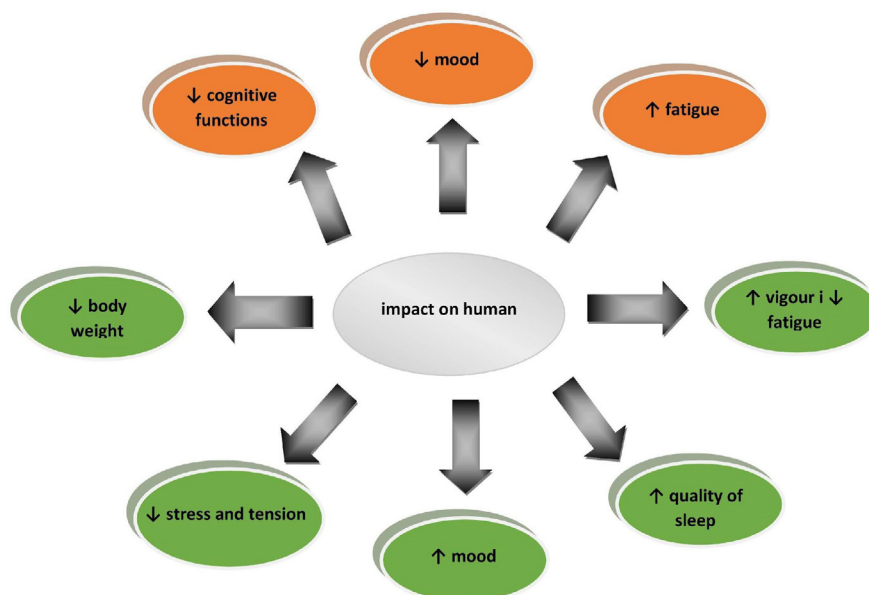 ↓ mood
↓ cognitive
functions
↑ fatigue
↓ body
weight
impact on human
↑ vigour i ↓
fatigue
↓ stress and tension
↑ mood
↑ quality of
sleep